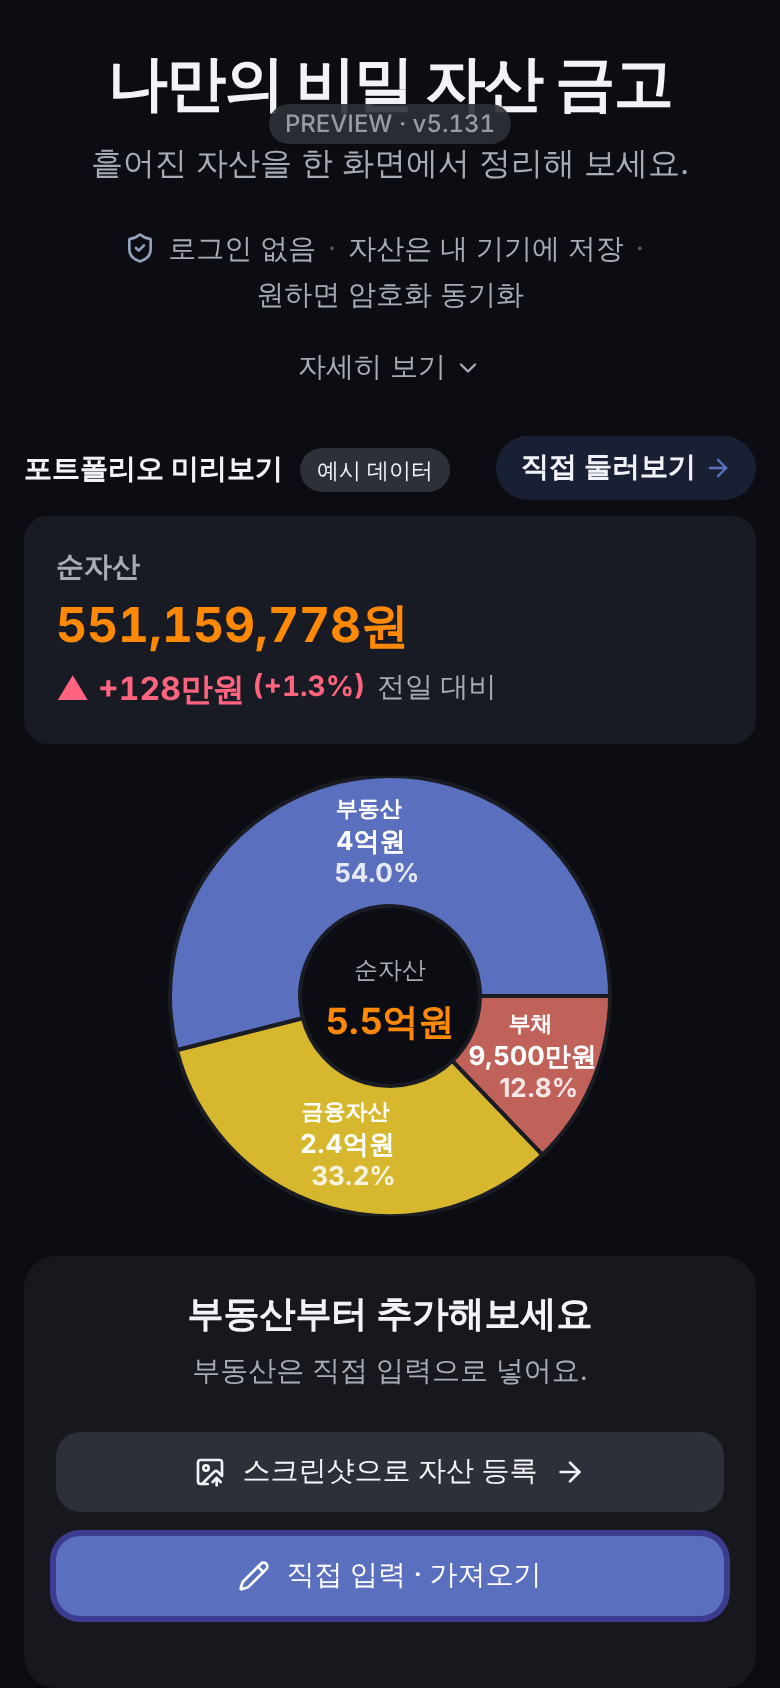 나만의 비밀 자산 금고
PREVIEW · v5.131
흩어진 자산을 한 화면에서 정리해 보세요.
로그인 없음 · 자산은 내 기기에 저장 ·
원하면 암호화 동기화
자세히 보기
포트폴리오 미리보기 예시 데이터 직접 둘러보기 →
순자산
551,159,778원
▲ +128만원 (+1.3%) 전일 대비
부동산
4억원
54.0%
순자산
5.5억원
부채
9,500만원
12.8%
금융자산
2.4억원
33.2%
부동산부터 추가해보세요
부동산은 직접 입력으로 넣어요.
스크린샷으로 자산 등록 →
직접 입력 · 가져오기